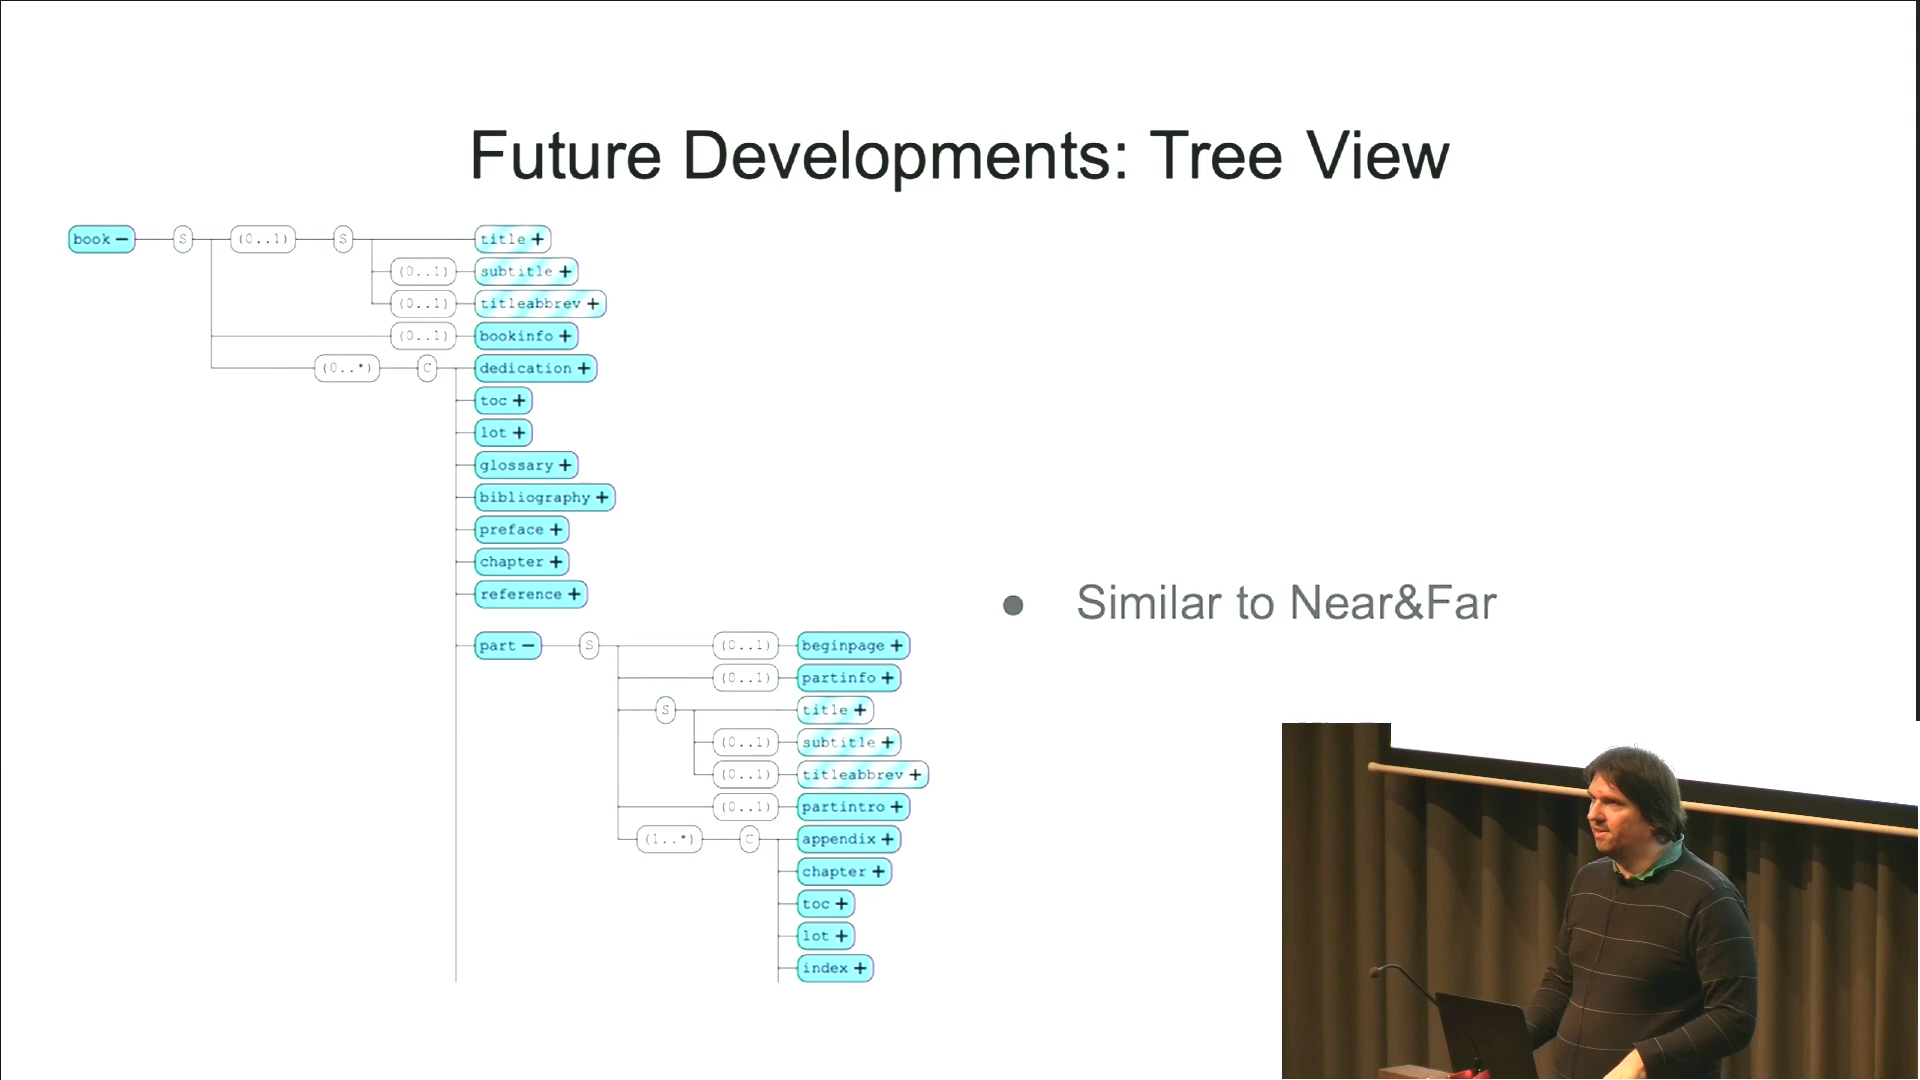 Future Developments: Tree View
book − S (0..1) S title +
(0..1) subtitle +
(0..1) titleabbrev +
(0..1) bookinfo +
(0..*) C dedication +
toc +
lot +
glossary +
bibliography +
preface +
chapter +
reference +
● Similar to Near&Far
part − S (0..1) beginpage +
(0..1) partinfo +
S title +
(0..1) subtitle +
(0..1) titleabbrev +
(0..1) partintro +
(1..*) C appendix +
chapter +
toc +
lot +
index +